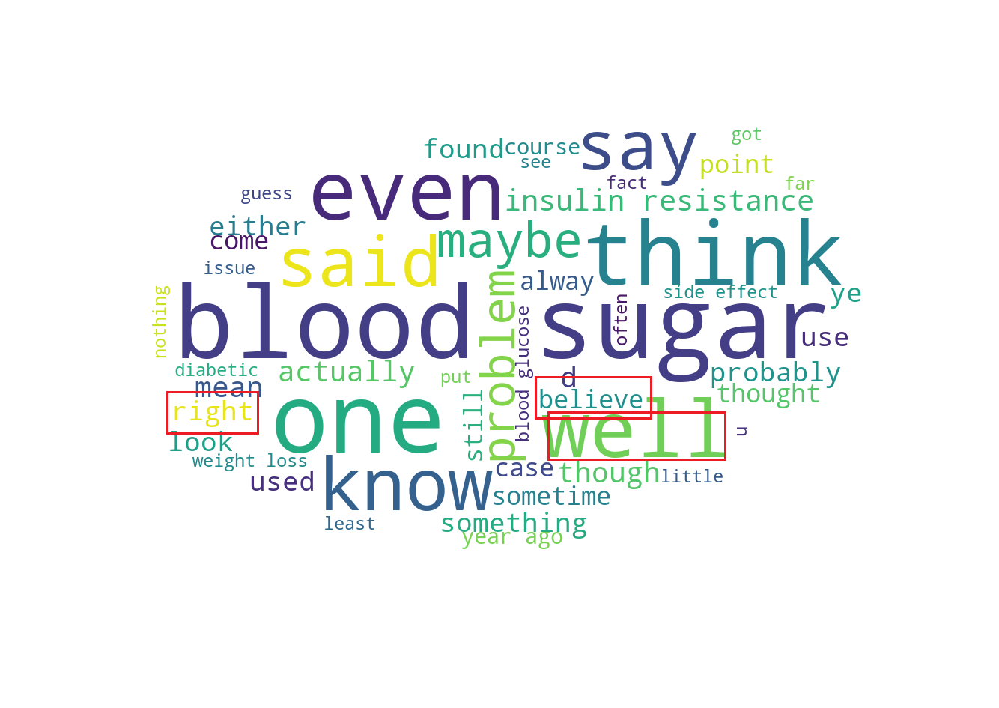 got
say
found
course
see
point
even
fact
far
guess
insulin resistance
either
maybe
think
come
said
issue
alway
side effect
ye
nothing
blood sugar
problem
often
use
blood glucose
diabetic
actually
put
d
probably
mean
still
believe
thought
right
one
well
u
look
weight loss
know
case
though
little
used
sometime
least
something
year ago